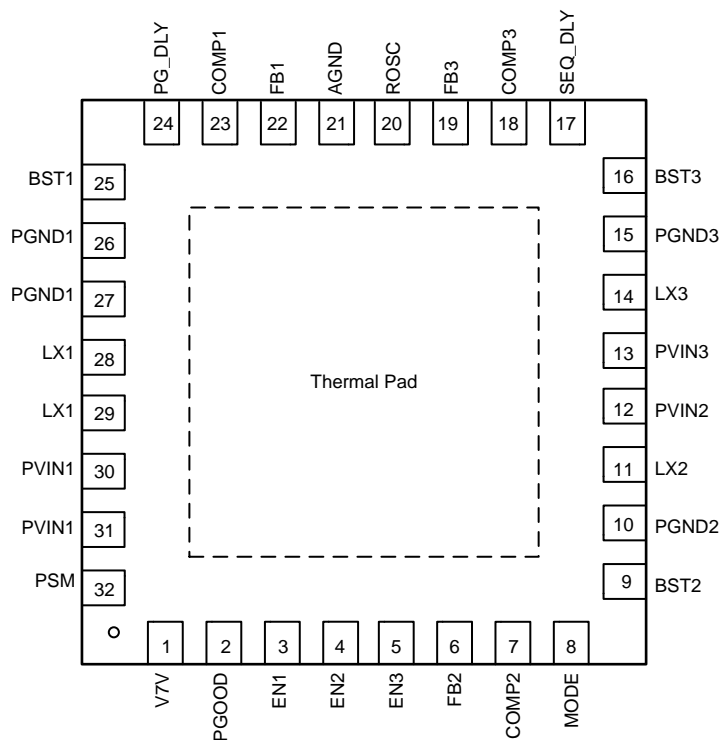 PG_DLY
COMP1
FB1
AGND
ROSC
FB3
COMP3
SEQ_DLY
24
23
22
21
20
19
18
17
BST1
25
16
BST3
PGND1
26
15
PGND3
PGND1
27
14
LX3
LX1
28
13
PVIN3
Thermal Pad
LX1
29
12
PVIN2
PVIN1
30
11
LX2
PVIN1
31
10
PGND2
PSM
32
9
BST2
1
2
3
4
5
6
7
8
V7V
PGOOD
EN1
EN2
EN3
FB2
COMP2
MODE